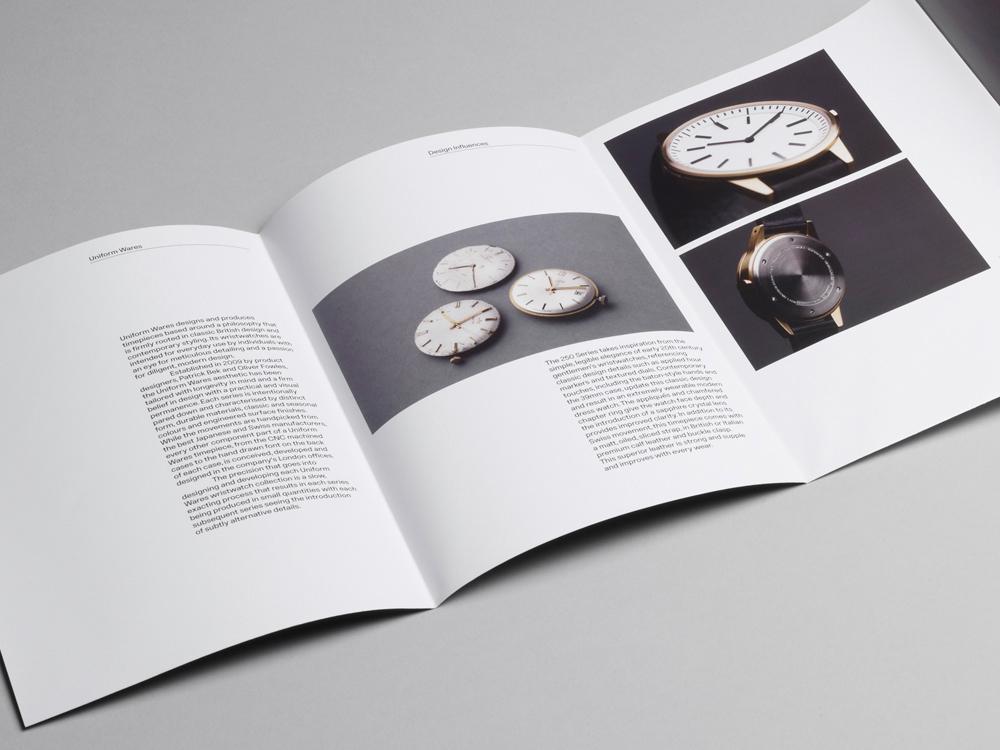 Uniform Wares
Uniform Wares designs and produces
timepieces based around a philosophy that
is firmly rooted in classic British design and
contemporary styling. Its wristwatches are
intended for everyday use by individuals with
an eye for meticulous detailing and a passion
for diligent, modern design.
Established in 2009 by product
designers, Patrick Bek and Oliver Fowles,
the Uniform Wares aesthetic has been
tailored with longevity in mind and a firm
belief in design with a practical and visual
permanence. Each series is intentionally
pared down and characterised by distinct
form, durable materials, classic and seasonal
colours and engineered surface finishes.
While the movements are handpicked from
the best Japanese and Swiss manufacturers,
every other component part of a Uniform
Wares timepiece, from the CNC machined
cases to the hand drawn font on the back
of each case, is conceived, developed and
designed in the company's London offices.
The precision that goes into
designing and developing each Uniform
Wares wristwatch collection is a slow,
exacting process that results in each series
being produced in small quantities with each
subsequent series seeing the introduction
of subtly alternative details.
Design Influences
The 250 Series takes inspiration from the
simple, legible elegance of early 20th century
gentlemen's wristwatches, referencing
classic design details such as applied hour
markers and textured dials. Contemporary
touches, including the baton-style hands and
the 39mm case, update this classic design
and result in an extremely wearable modern
dress watch. The appliqués and chamfered
chapter ring give the watch face depth and
the introduction of a sapphire crystal lens
provides improved clarity. In addition to its
Swiss movement, this timepiece comes with
a matt, oiled, sliced strap, in British or Italian
premium calf leather and buckle clasp.
This superior leather is strong and supple
and improves with every wear.